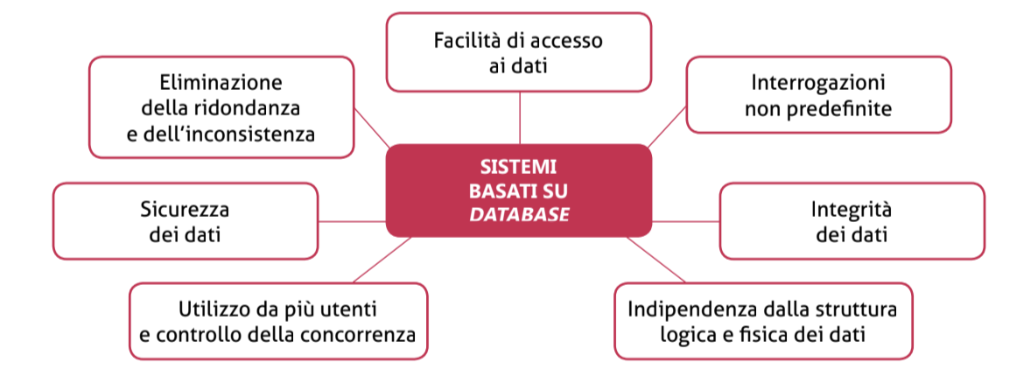 Facilità di accesso
ai dati
Eliminazione
della ridondanza
e dell'inconsistenza
Interrogazioni
non predefinite
SISTEMI
BASATI SU
DATABASE
Sicurezza
dei dati
Integrità
dei dati
Utilizzo da più utenti
e controllo della concorrenza
Indipendenza dalla struttura
logica e fisica dei dati